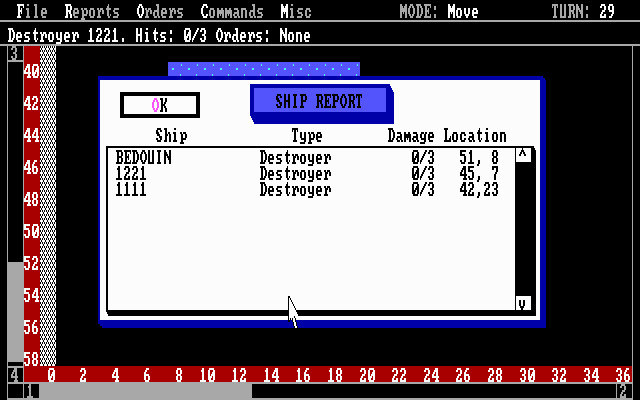 File Reports Orders Commands Misc MODE: Move TURN: 29
Destroyer 1221. Hits: 0/3 Orders: None
3
40
42
44
46
48
50
52
54
56
58
OK
SHIP REPORT
Ship Type Damage Location
BEDOUIN Destroyer 0/3 51, 8
1221 Destroyer 0/3 45, 7
1111 Destroyer 0/3 42,23
4 0 2 4 6 8 10 12 14 16 18 20 22 24 26 28 30 32 34 36
1 2